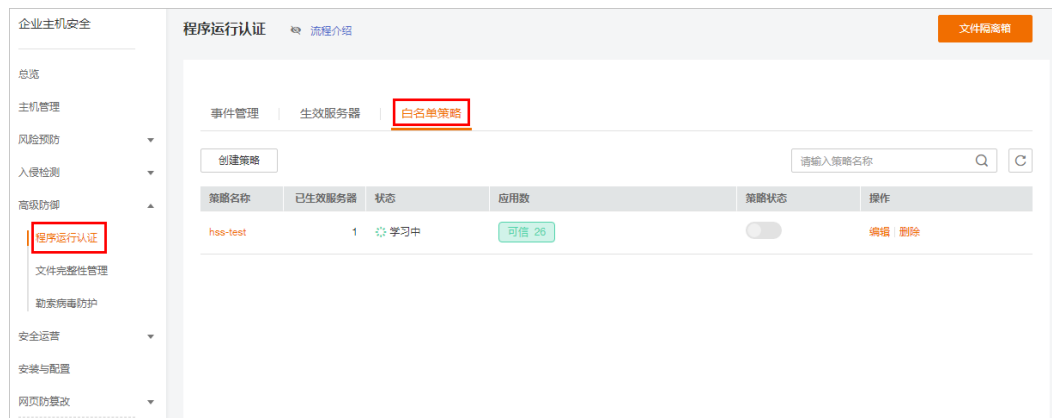 企业主机安全
总览
主机管理
风险预防
入侵检测
高级防御
程序运行认证
文件完整性管理
勒索病毒防护
安全运营
安装与配置
网页防篡改
程序运行认证 流程介绍
文件隔离箱
事件管理 生效服务器 白名单策略
创建策略
请输入策略名称
策略名称 已生效服务器 状态 应用数 策略状态 操作
hss-test 1 学习中 可信 26 编辑 删除